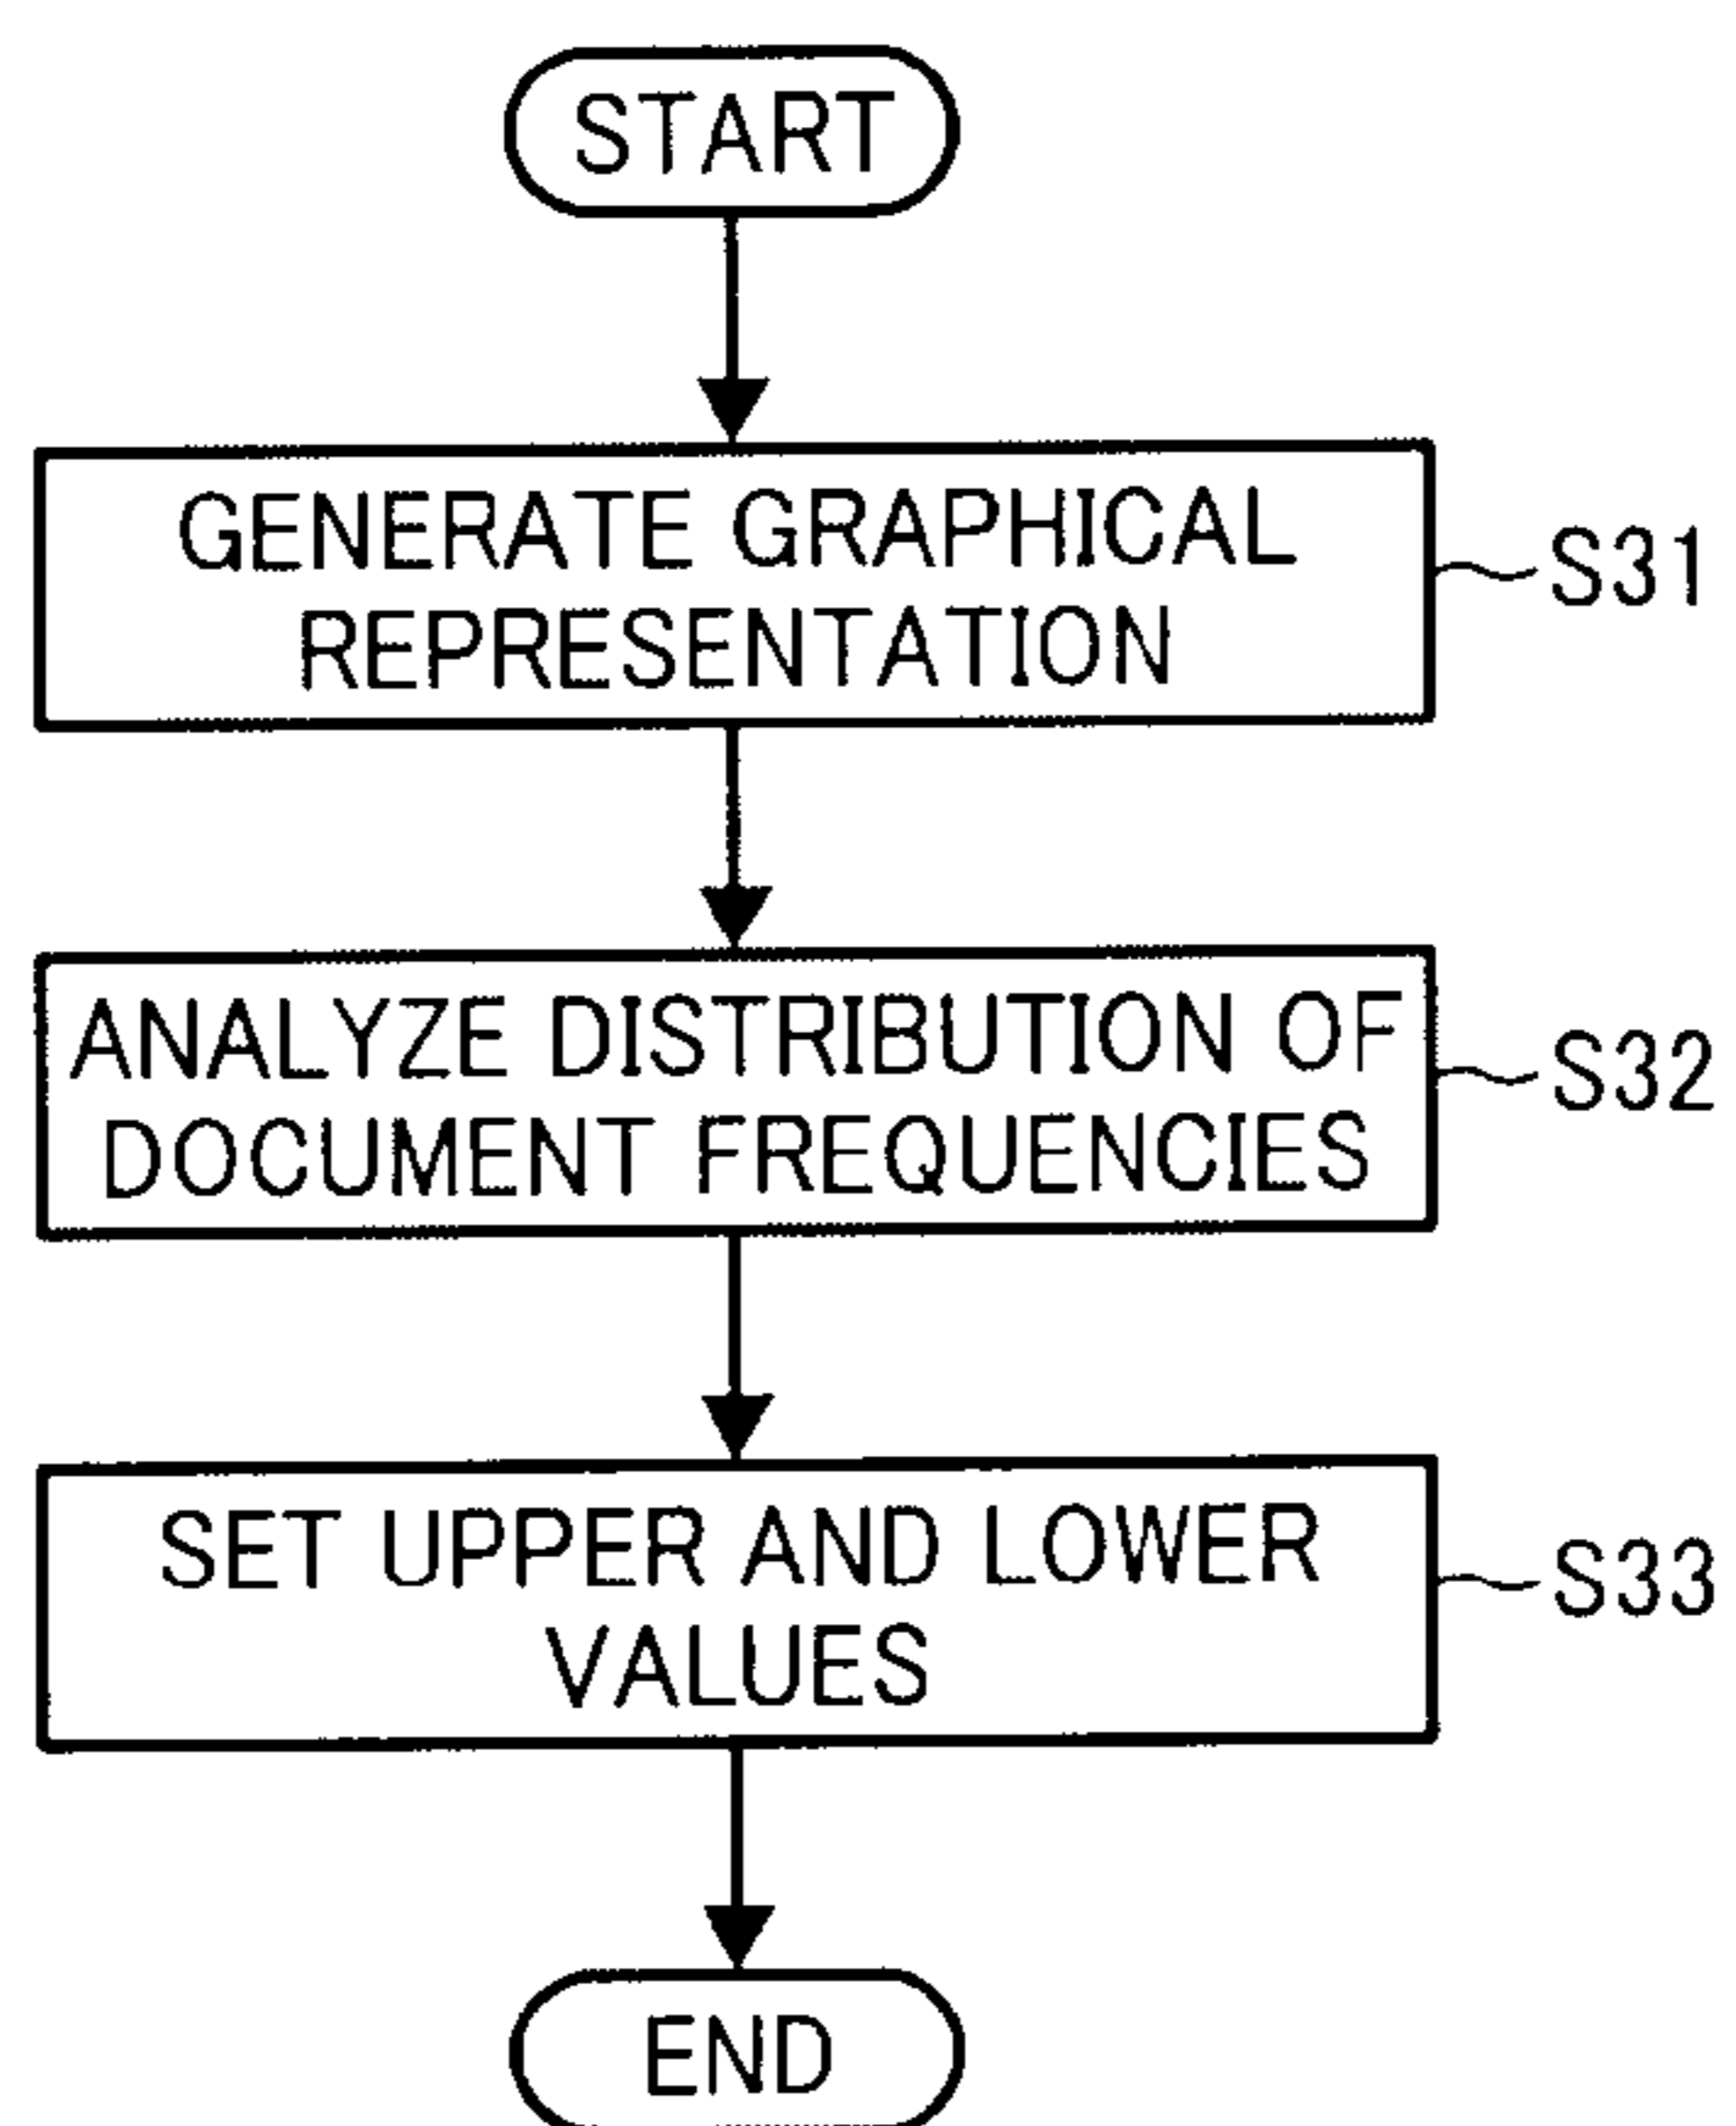 START
GENERATE GRAPHICAL
REPRESENTATION
S31
ANALYZE DISTRIBUTION OF
DOCUMENT FREQUENCIES
S32
SET UPPER AND LOWER
VALUES
S33
END